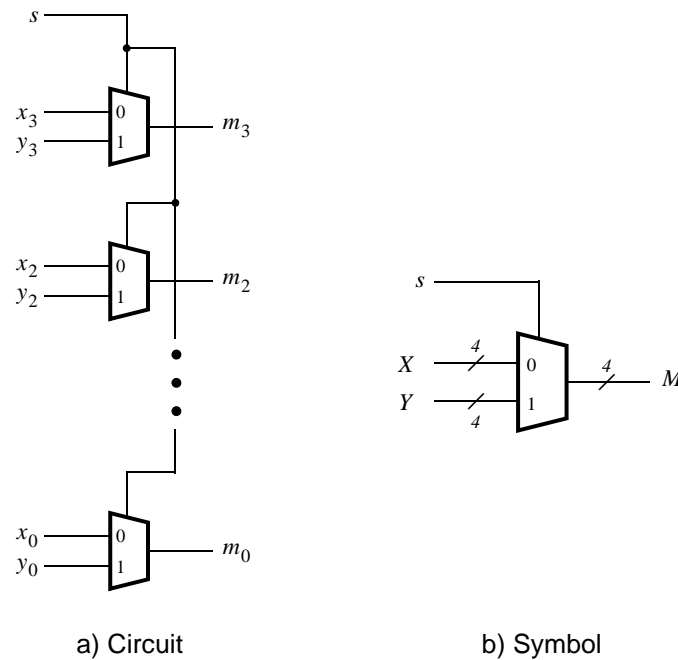 s
x₃ 0
y₃ 1
m₃
x₂ 0
y₂ 1
m₂
x₀ 0
y₀ 1
m₀
a) Circuit
s
X 4 0
Y 4 1
4 M
b) Symbol